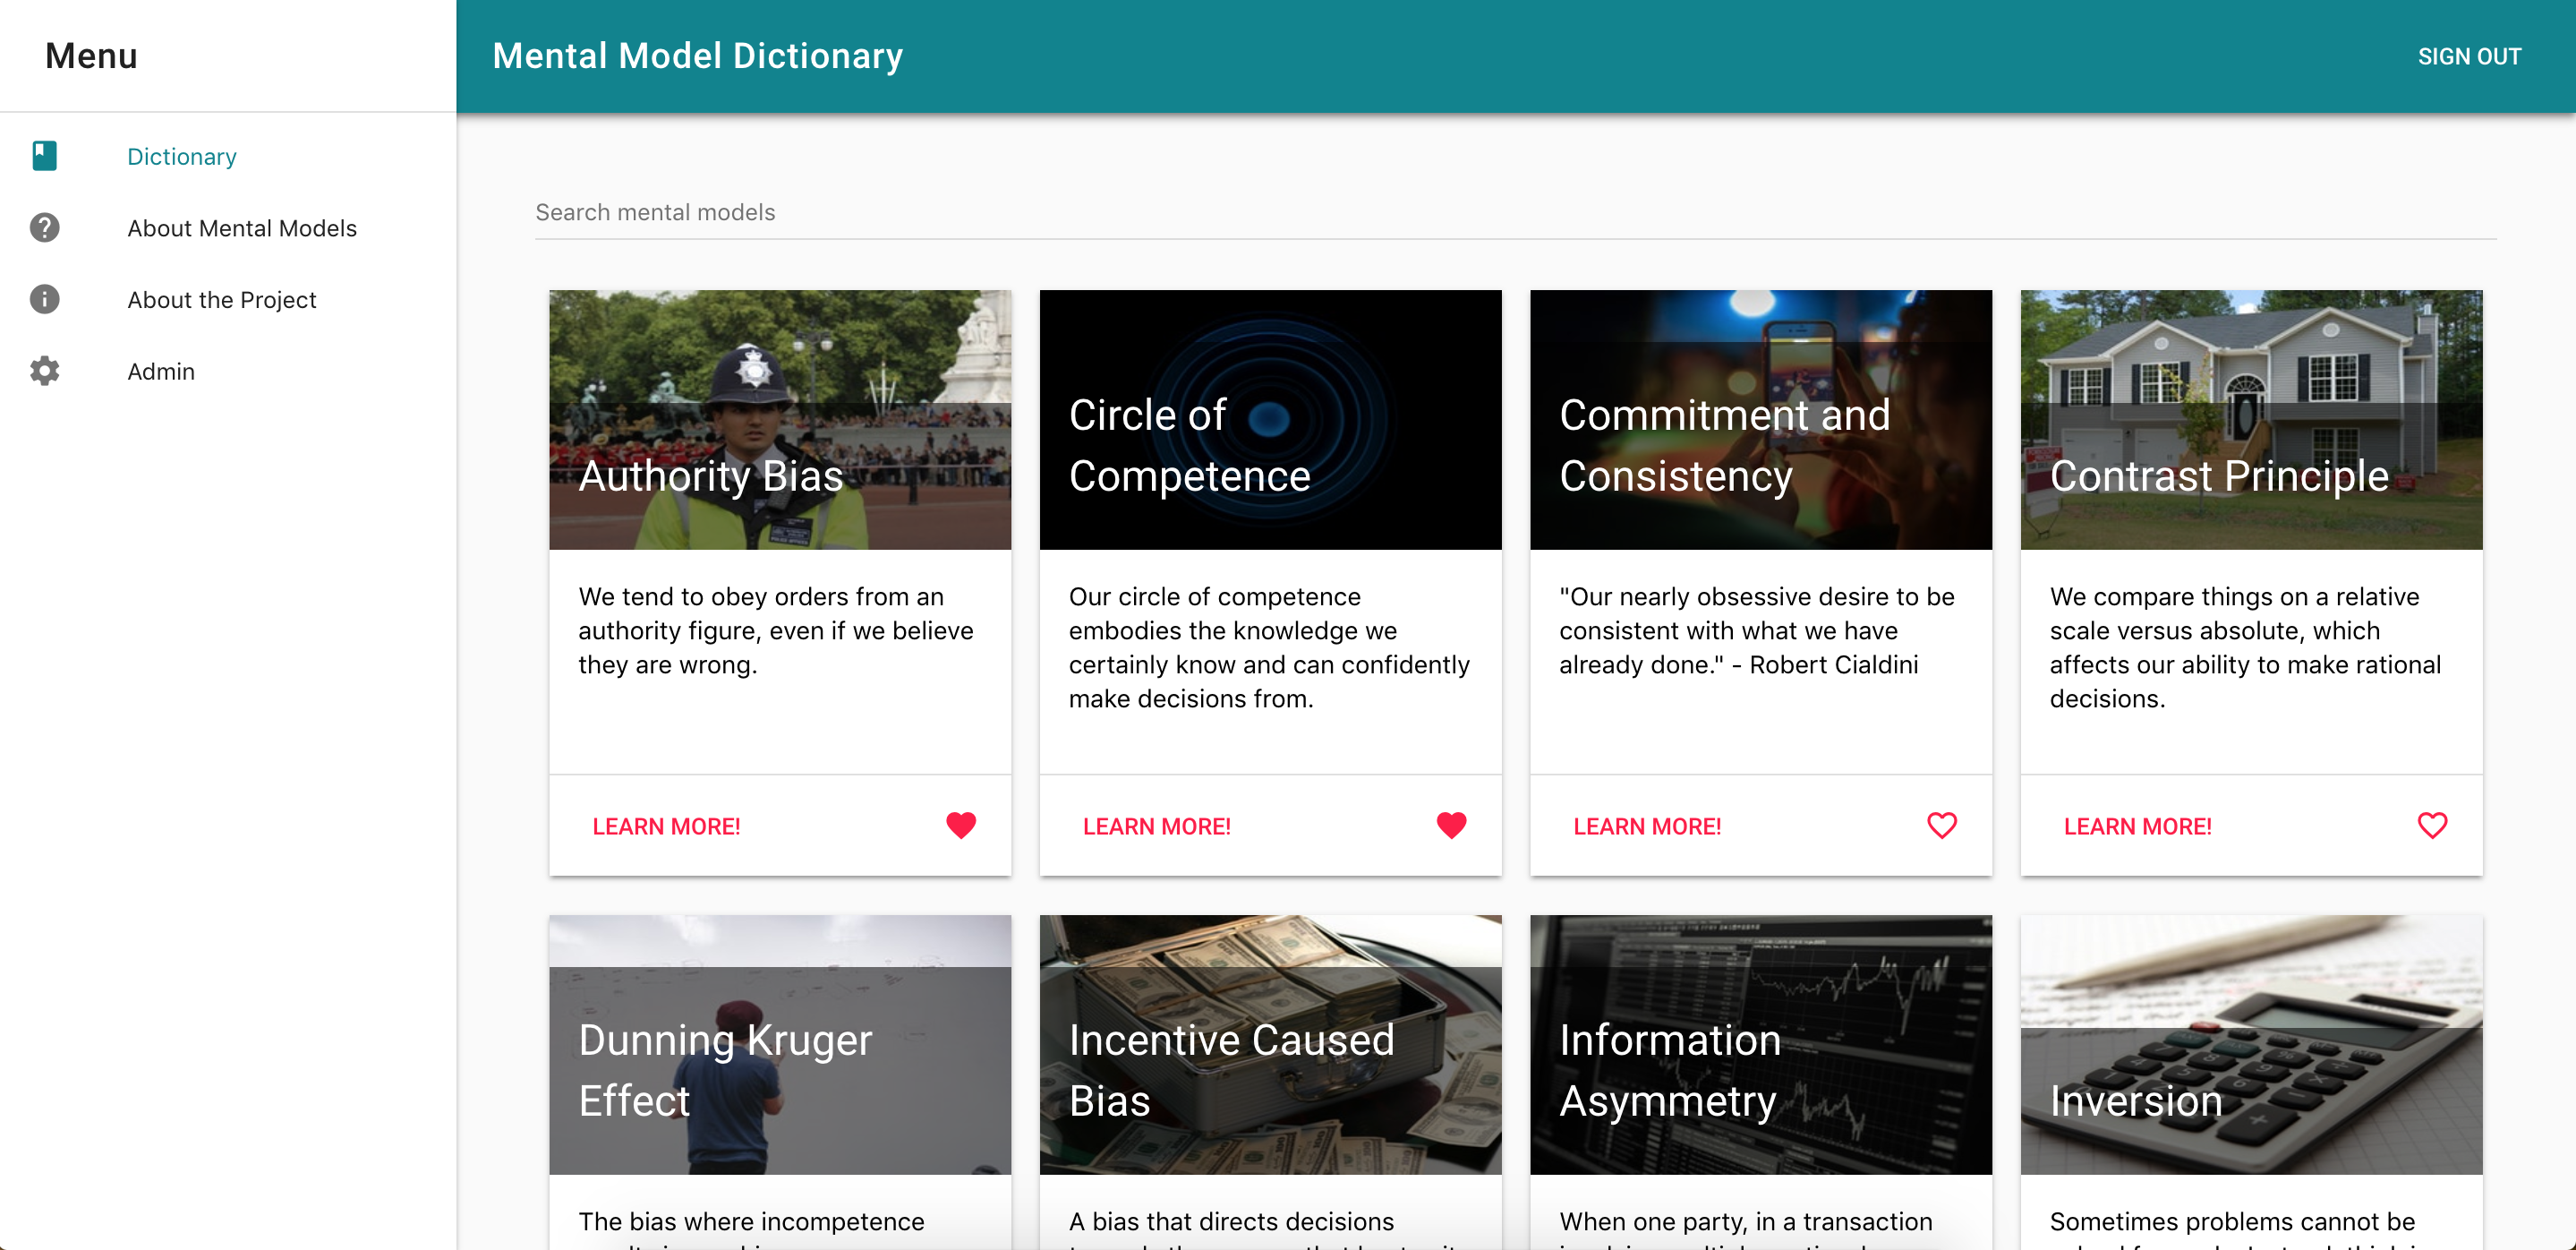 Menu
Mental Model Dictionary
SIGN OUT
Dictionary
About Mental Models
About the Project
Admin
Search mental models
Authority Bias
We tend to obey orders from an
authority figure, even if we believe
they are wrong.
LEARN MORE!
Circle of
Competence
Our circle of competence
embodies the knowledge we
certainly know and can confidently
make decisions from.
LEARN MORE!
Commitment and
Consistency
"Our nearly obsessive desire to be
consistent with what we have
already done." - Robert Cialdini
LEARN MORE!
Contrast Principle
We compare things on a relative
scale versus absolute, which
affects our ability to make rational
decisions.
LEARN MORE!
Dunning Kruger
Effect
The bias where incompetence
Incentive Caused
Bias
A bias that directs decisions
Information
Asymmetry
When one party, in a transaction
Inversion
Sometimes problems cannot be